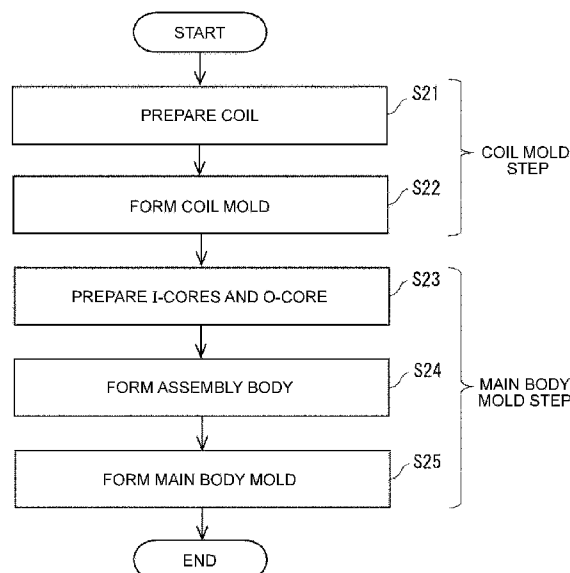 START
S21
PREPARE COIL
COIL MOLD
STEP
S22
FORM COIL MOLD
S23
PREPARE I-CORES AND O-CORE
S24
FORM ASSEMBLY BODY
MAIN BODY
MOLD STEP
S25
FORM MAIN BODY MOLD
END